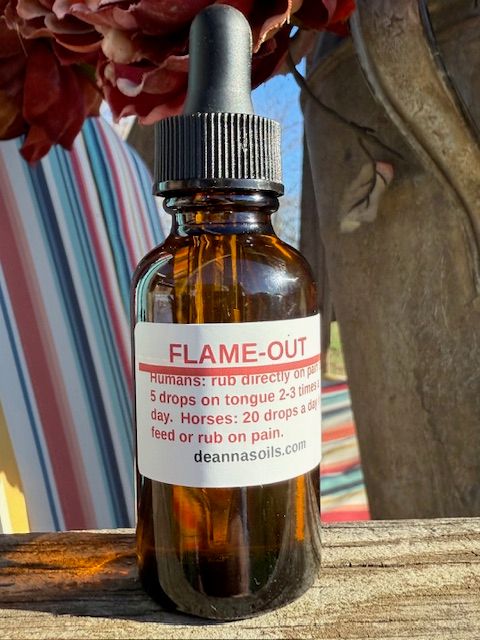 FLAME-OUT
Humans: rub directly on pain
5 drops on tongue 2-3 times a
day. Horses: 20 drops a day
feed or rub on pain.
deannasoils.com